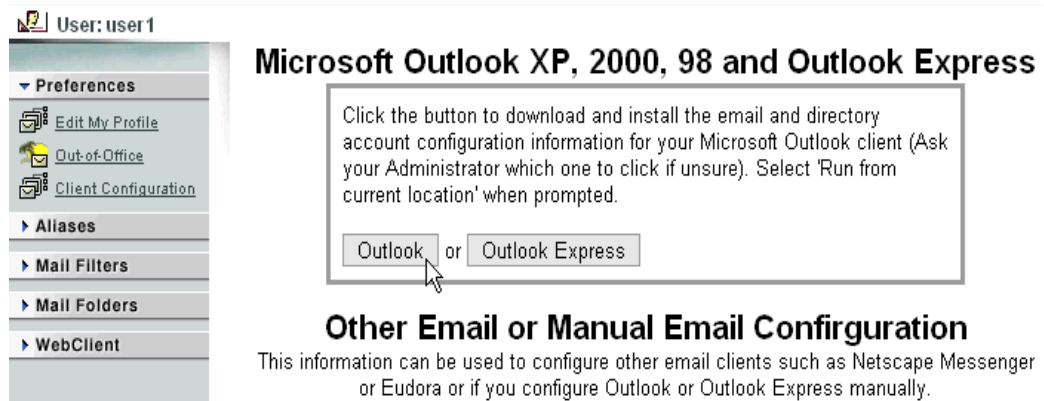 User: user1
Preferences
Edit My Profile
Out-of-Office
Client Configuration
Aliases
Mail Filters
Mail Folders
WebClient
Microsoft Outlook XP, 2000, 98 and Outlook Express
Click the button to download and install the email and directory
account configuration information for your Microsoft Outlook client (Ask
your Administrator which one to click if unsure). Select 'Run from
current location' when prompted.
Outlook or Outlook Express
Other Email or Manual Email Confirguration
This information can be used to configure other email clients such as Netscape Messenger
or Eudora or if you configure Outlook or Outlook Express manually.